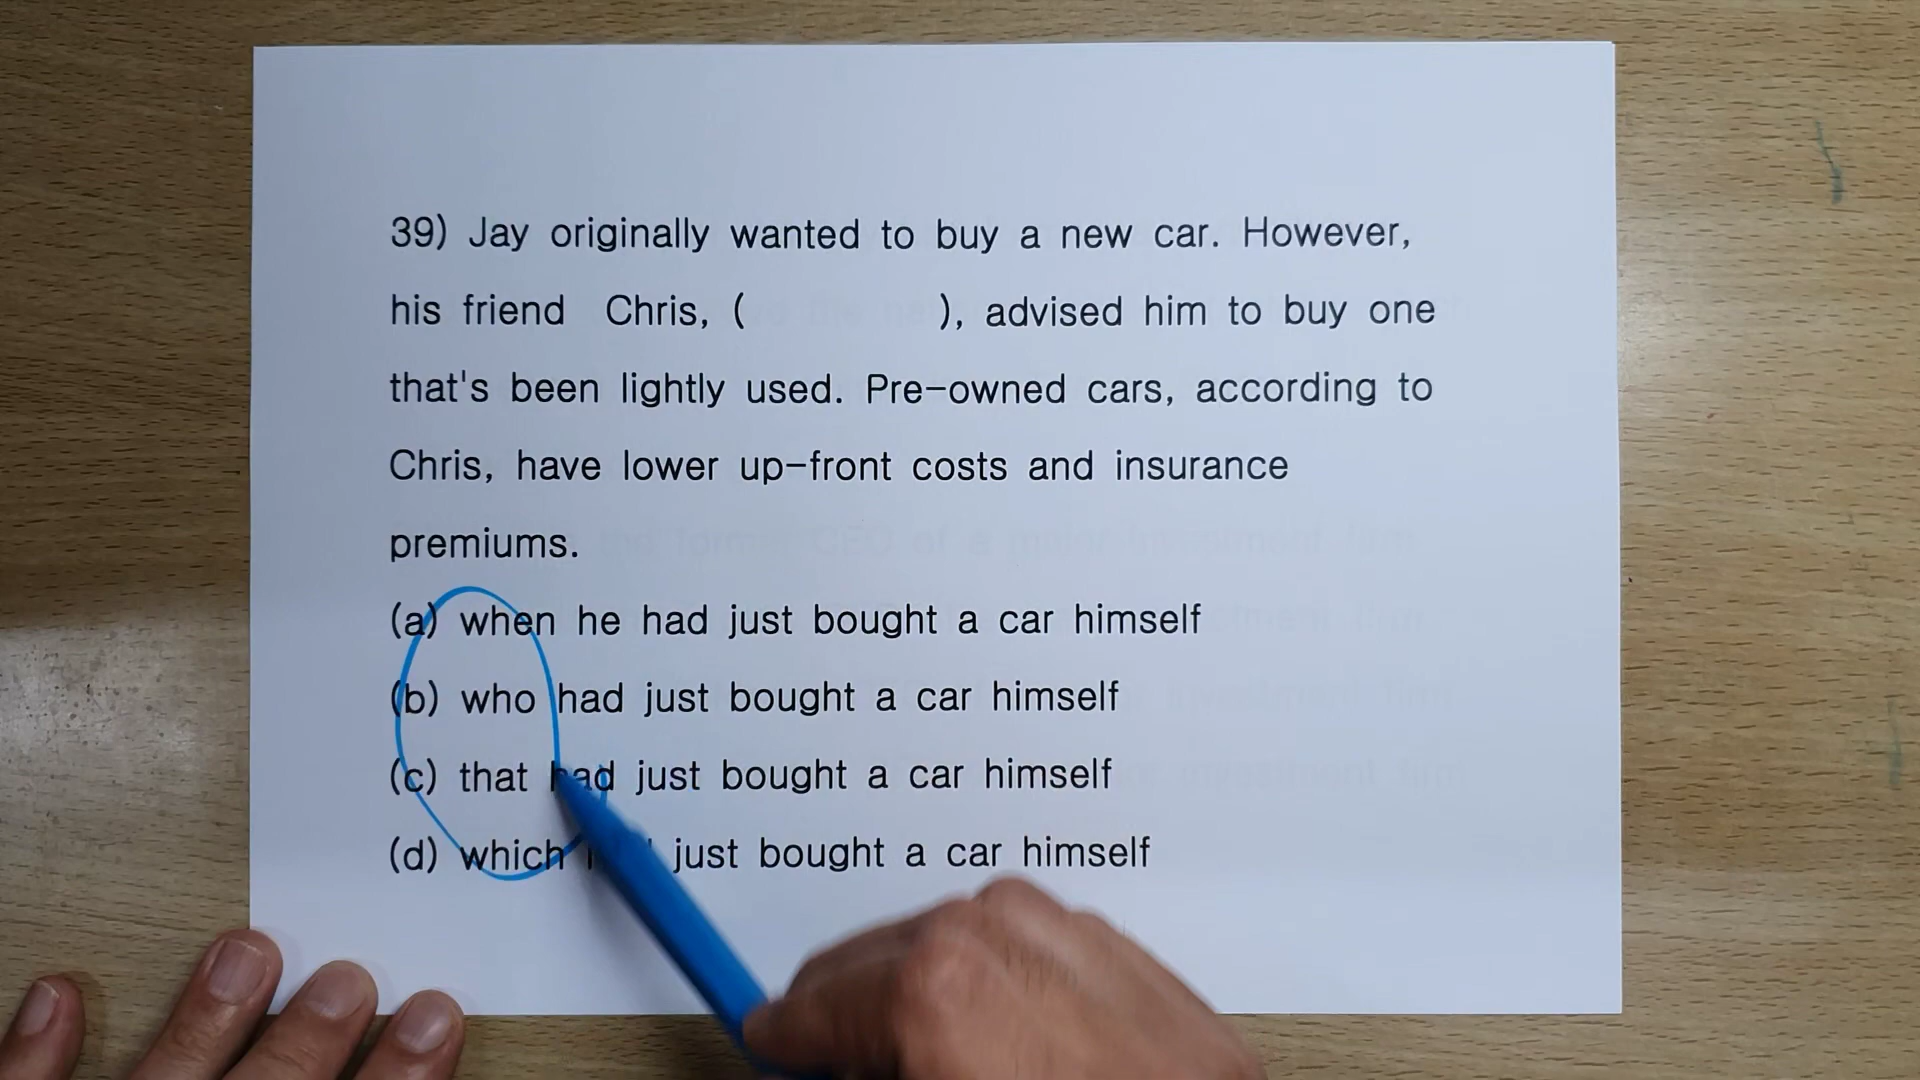 39) Jay originally wanted to buy a new car. However,
his friend Chris, ( ), advised him to buy one
that's been lightly used. Pre-owned cars, according to
Chris, have lower up-front costs and insurance
premiums.
(a) when he had just bought a car himself
(b) who had just bought a car himself
(c) that had just bought a car himself
(d) which just bought a car himself